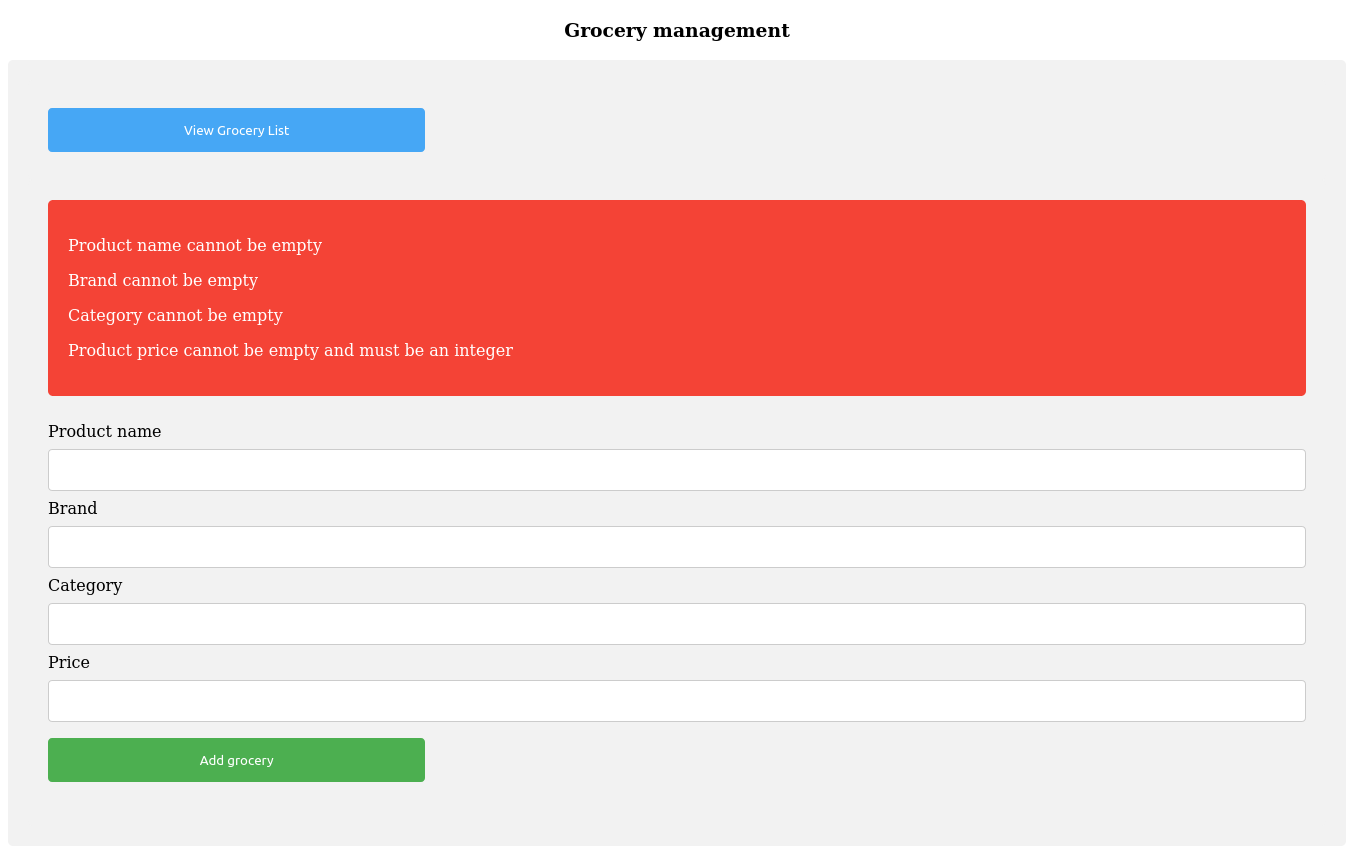 Grocery management
View Grocery List
Product name cannot be empty
Brand cannot be empty
Category cannot be empty
Product price cannot be empty and must be an integer
Product name
Brand
Category
Price
Add grocery